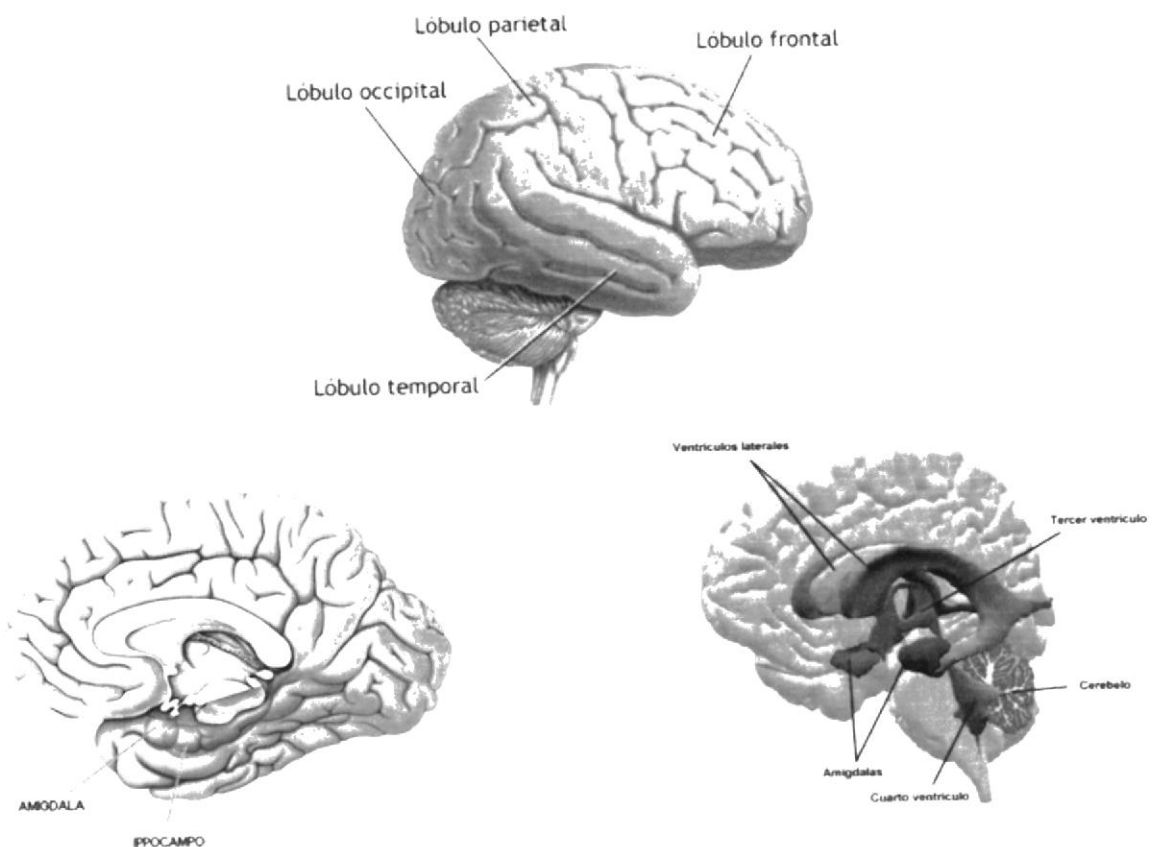 Lóbulo parietal
Lóbulo frontal
Lóbulo occipital
Lóbulo temporal
Ventriculos laterales
Tercer ventriculo
Cerebelo
Amigdalas
Cuarto ventriculo
AMIGDALA
IPPOCAMPO